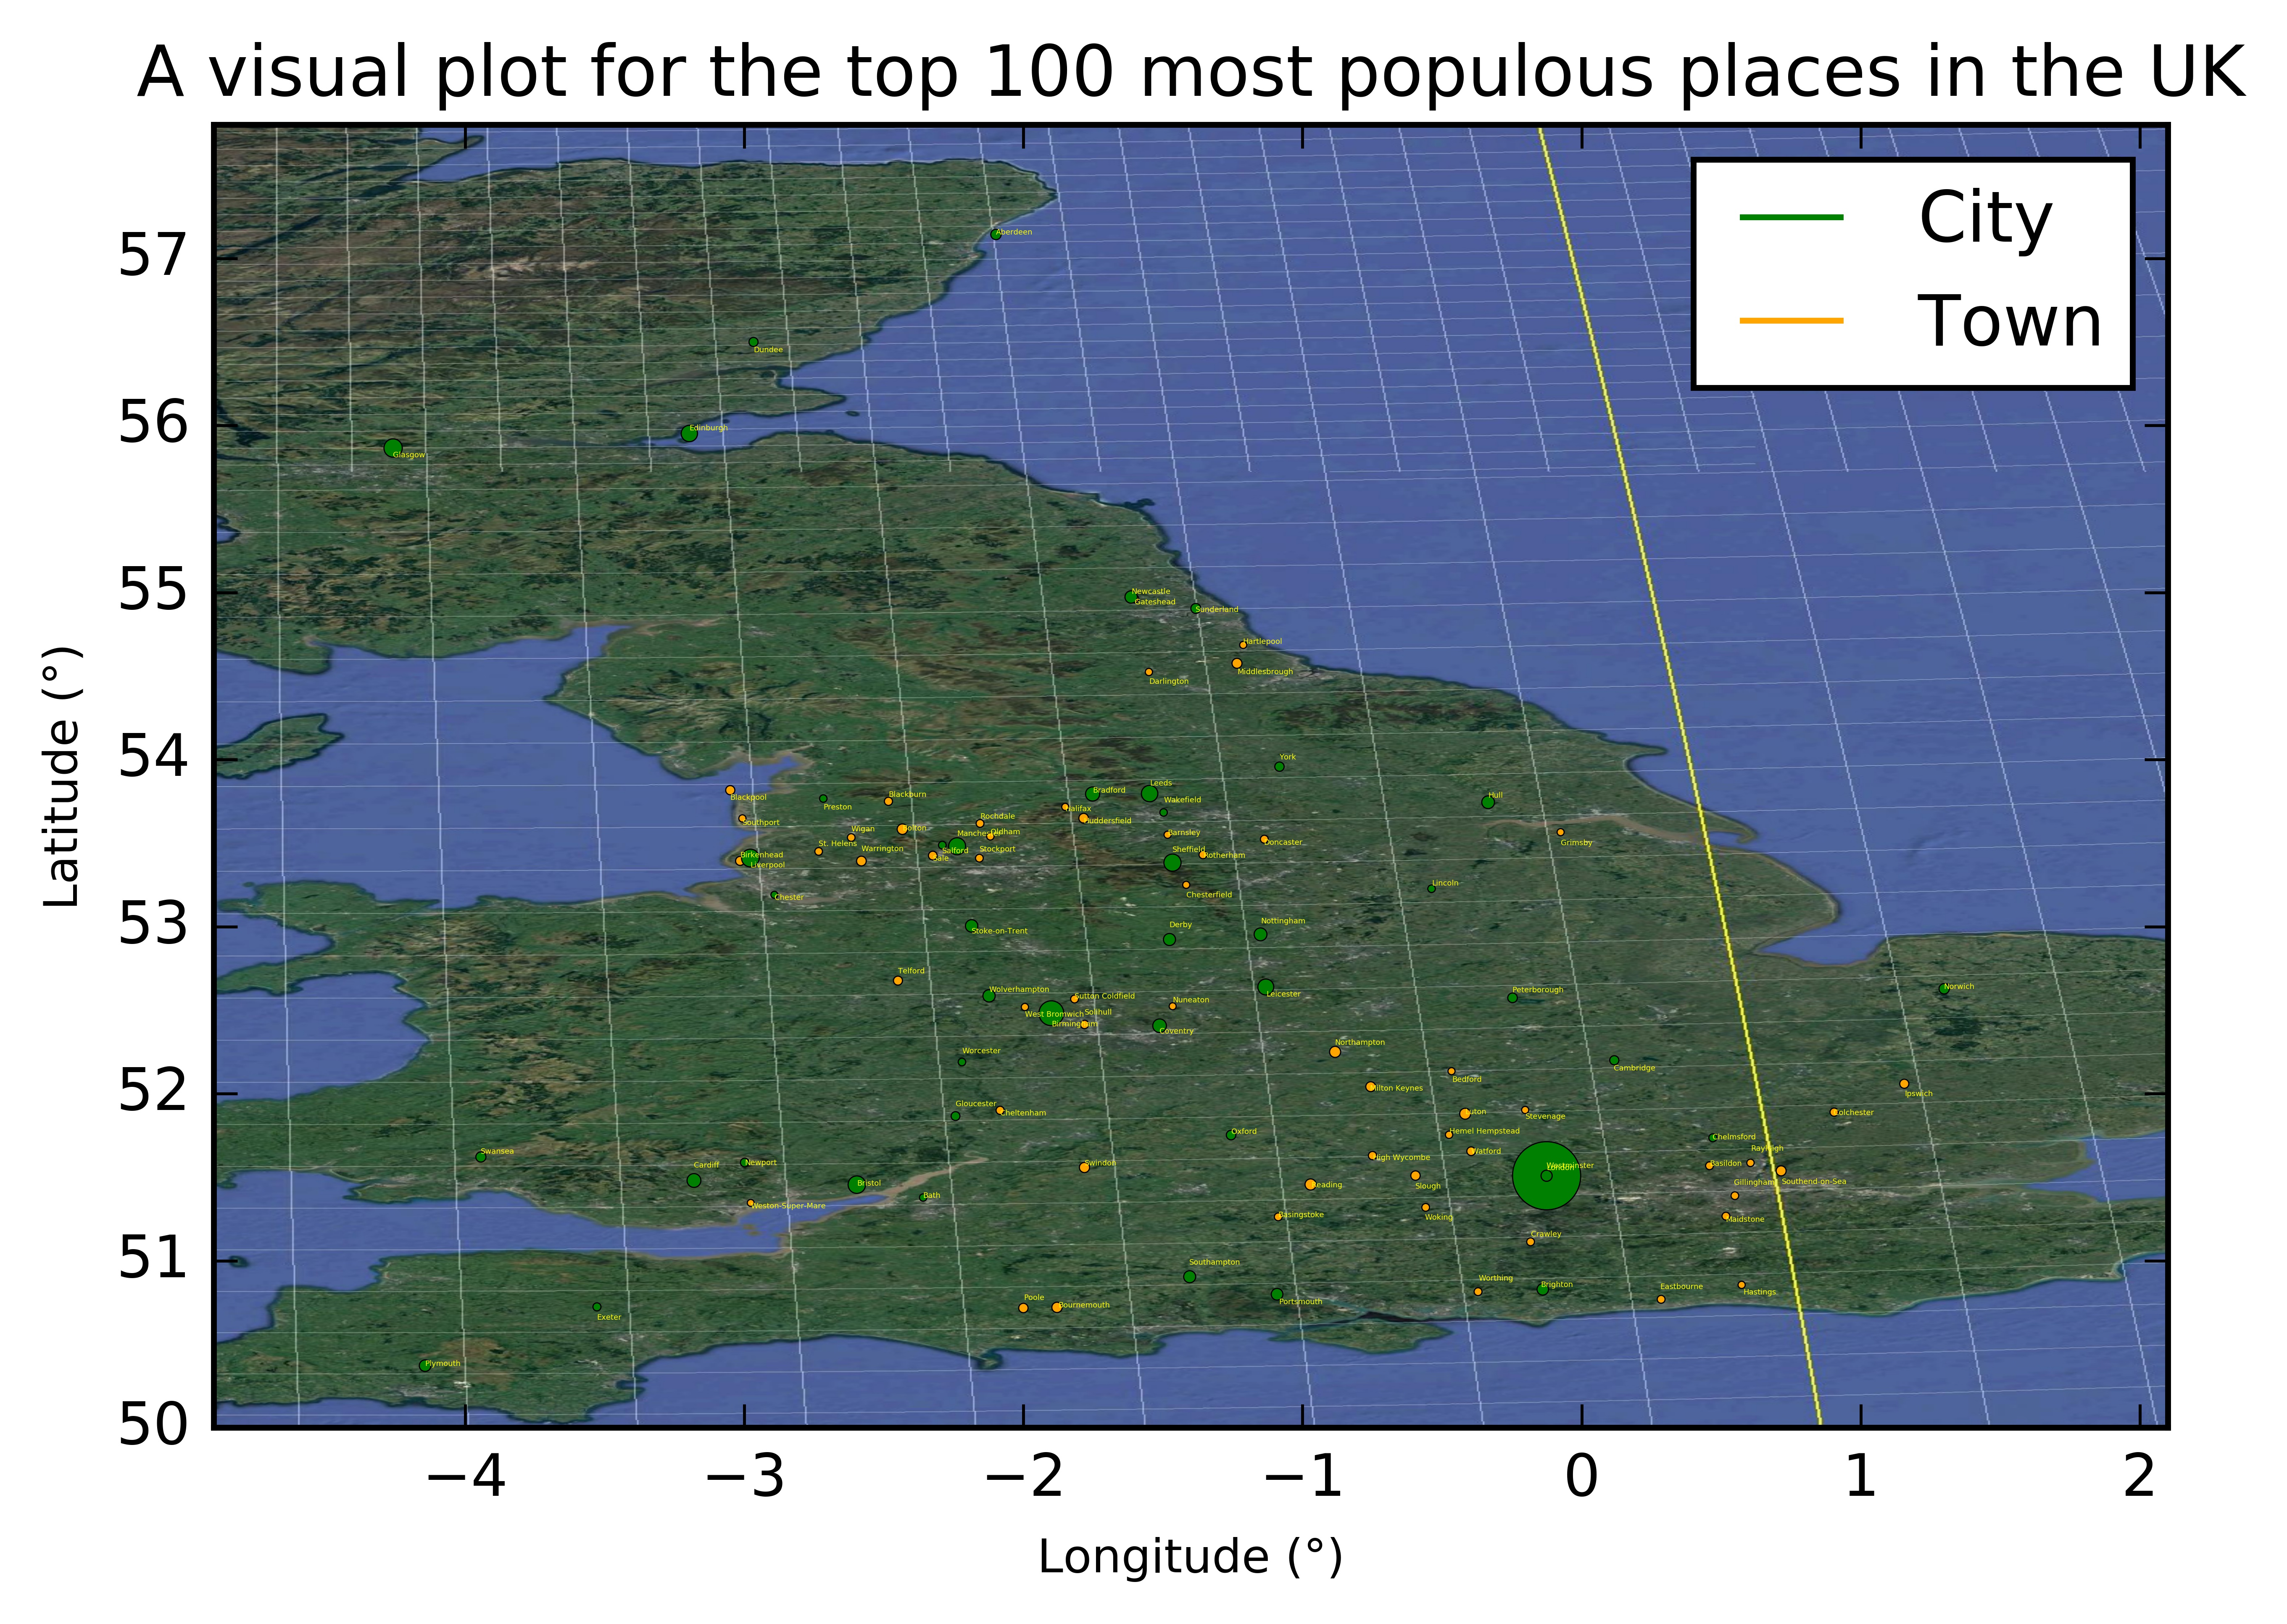 A visual plot for the top 100 most populous places in the UK
City
Town
57
56
55
54
53
52
51
50
Latitude (°)
−4
−3
−2
−1
0
1
2
Longitude (°)
Aberdeen
Dundee
Edinburgh
Glasgow
Newcastle
Gateshead
Sunderland
Hartlepool
Middlesbrough
Darlington
York
Leeds
Bradford
Wakefield
Hull
Blackpool
Preston
Blackburn
Halifax
Huddersfield
Southport
Rochdale
Wigan
Bolton
Manchester
Oldham
Barnsley
Doncaster
Grimsby
St. Helens
Warrington
Salford
Stockport
Sale
Sheffield
Rotherham
Birkenhead
Liverpool
Chester
Chesterfield
Lincoln
Stoke-on-Trent
Derby
Nottingham
Telford
Wolverhampton
Sutton Coldfield
Nuneaton
Leicester
Peterborough
Norwich
West Bromwich
Solihull
Birmingham
Coventry
Worcester
Northampton
Cambridge
Milton Keynes
Bedford
Ipswich
Gloucester
Cheltenham
Luton
Stevenage
Colchester
Oxford
Hemel Hempstead
Chelmsford
Swansea
Watford
Rayleigh
High Wycombe
Cardiff
Newport
Swindon
Westminster
Basildon
Bristol
Reading
Slough
Gillingham
Southend-on-Sea
Bath
Weston-Super-Mare
Basingstoke
Woking
Maidstone
Crawley
Southampton
Worthing
Brighton
Eastbourne
Hastings
Poole
Bournemouth
Portsmouth
Exeter
Plymouth